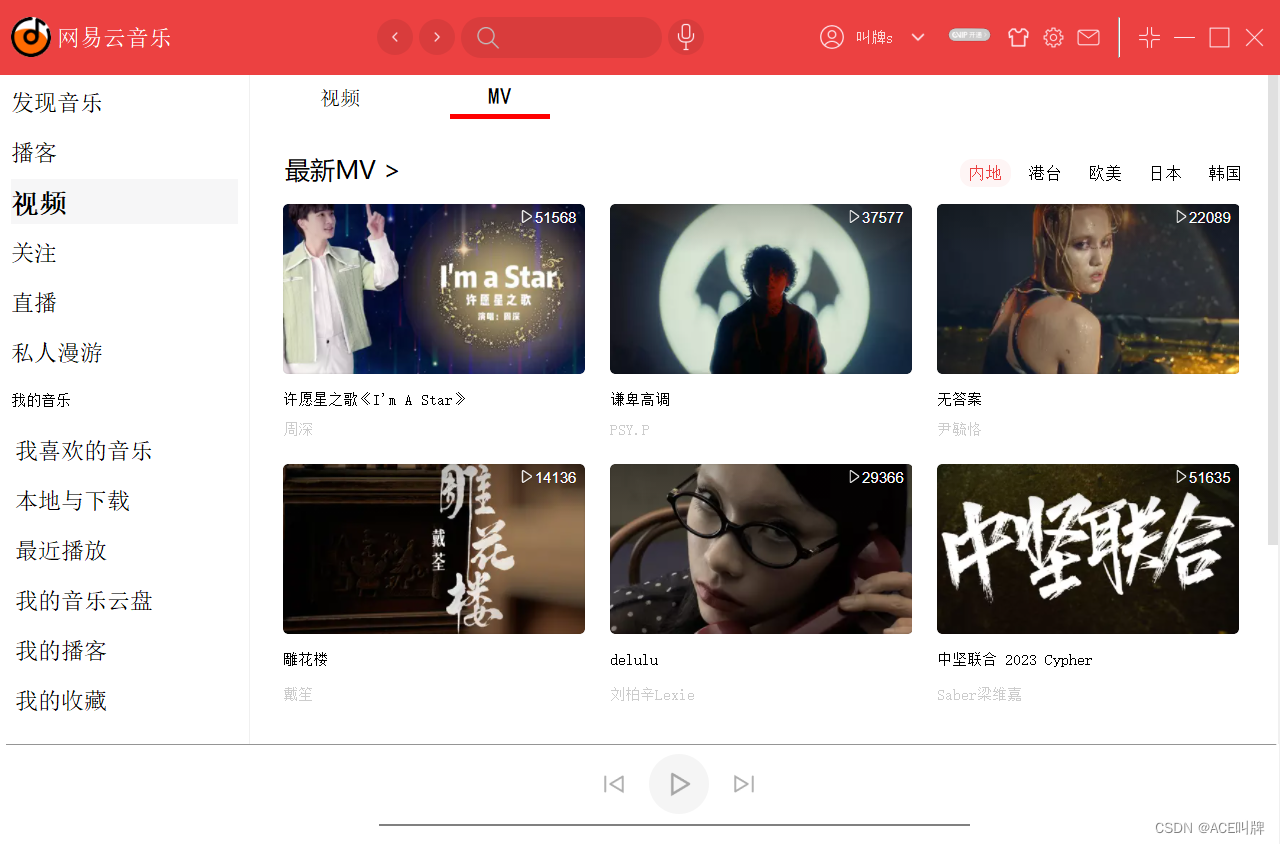 网易云音乐
叫牌s
开通
发现音乐
播客
视频
关注
直播
私人漫游
我的音乐
我喜欢的音乐
本地与下载
最近播放
我的音乐云盘
我的播客
我的收藏
视频 MV
最新MV >
内地 港台 欧美 日本 韩国
51568
I'm a Star
许愿星之歌
演唱：周深
37577
22089
许愿星之歌《I'm A Star》
谦卑高调
无答案
周深
PSY.P
尹毓恪
14136
雕花楼
戴荃
29366
51635
中坚联合
雕花楼
delulu
中坚联合 2023 Cypher
戴笙
刘柏辛Lexie
Saber梁维嘉
CSDN @ACE叫牌